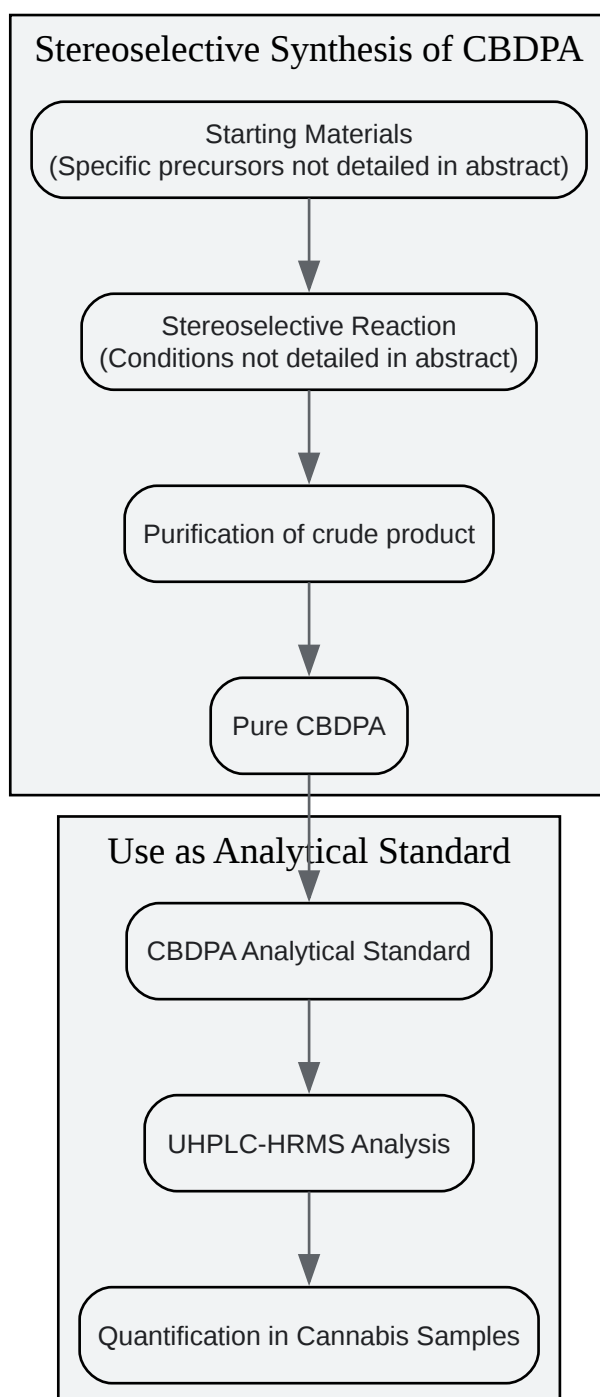 Stereoselective Synthesis of CBDPA
Starting Materials
(Specific precursors not detailed in abstract)
Stereoselective Reaction
(Conditions not detailed in abstract)
Purification of crude product
Pure CBDPA
Use as Analytical Standard
CBDPA Analytical Standard
UHPLC-HRMS Analysis
Quantification in Cannabis Samples